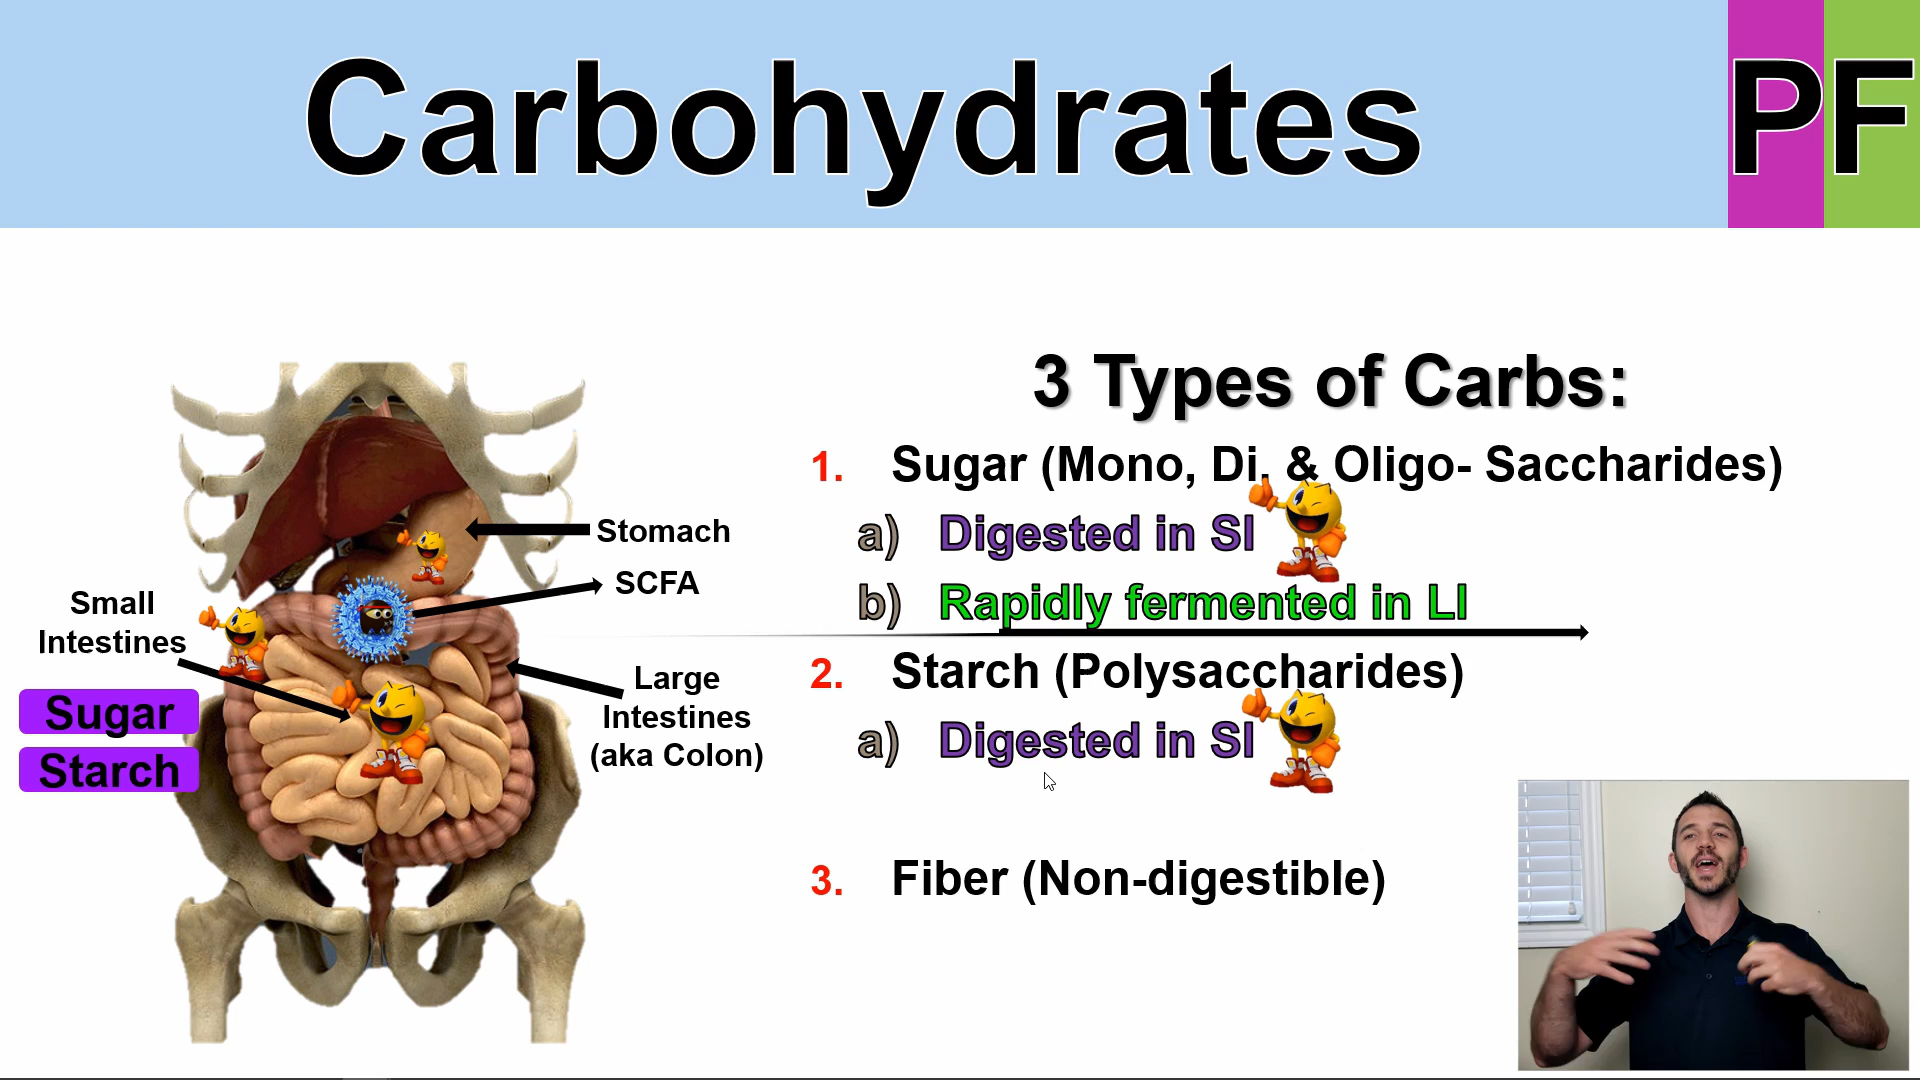 Carbohydrates
PF
3 Types of Carbs:
1. Sugar (Mono, Di, & Oligo- Saccharides)
a) Digested in SI
b) Rapidly fermented in LI
2. Starch (Polysaccharides)
a) Digested in SI
3. Fiber (Non-digestible)
Stomach
SCFA
Small
Intestines
Sugar
Starch
Large
Intestines
(aka Colon)